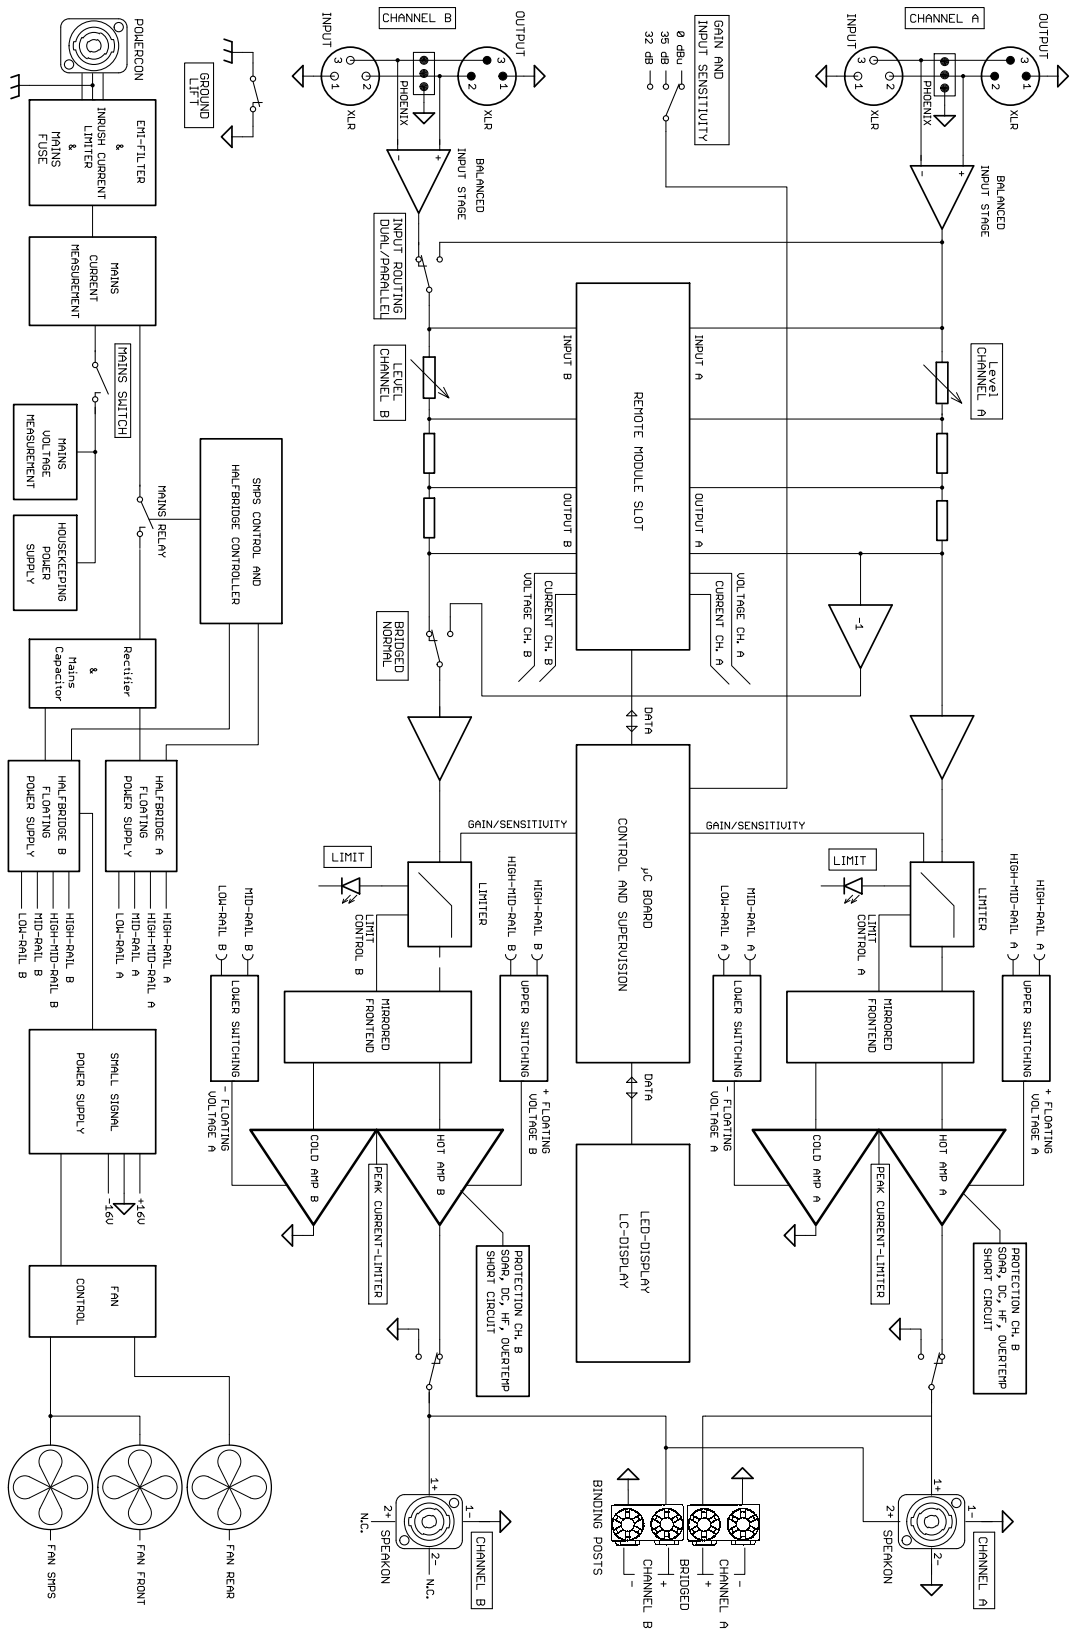 CHANNEL A
INPUT
OUTPUT
3
2
1
XLR
PHOENIX
3
2
1
XLR
BALANCED
INPUT STAGE
+
-
Level
CHANNEL A
GAIN AND
INPUT SENSITIVITY
0 dBu
35 dB
32 dB
CHANNEL B
INPUT
OUTPUT
3
2
1
XLR
PHOENIX
3
2
1
XLR
BALANCED
INPUT STAGE
+
-
INPUT ROUTING
DUAL/PARALLEL
LEVEL
CHANNEL B
REMOTE MODULE SLOT
INPUT A
INPUT B
OUTPUT A
OUTPUT B
VOLTAGE CH. A
CURRENT CH. A
CURRENT CH. B
VOLTAGE CH. B
-1
BRIDGED
NORMAL
DATA
µC BOARD
CONTROL AND SUPERVISION
GAIN/SENSITIVITY
GAIN/SENSITIVITY
DATA
LED-DISPLAY
LC-DISPLAY
LIMIT
LIMITER
LIMIT
CONTROL A
HIGH-RAIL A
HIGH-MID-RAIL A
MID-RAIL A
LOW-RAIL A
UPPER SWITCHING
LOWER SWITCHING
MIRRORED
FRONTEND
+ FLOATING
VOLTAGE A
- FLOATING
VOLTAGE A
HOT AMP A
COLD AMP A
PEAK CURRENT-LIMITER
PROTECTION CH. B
SOAR, DC, HF, OVERTEMP
SHORT CIRCUIT
LIMIT
LIMITER
LIMIT
CONTROL B
HIGH-RAIL B
HIGH-MID-RAIL B
MID-RAIL B
LOW-RAIL B
UPPER SWITCHING
LOWER SWITCHING
MIRRORED
FRONTEND
+ FLOATING
VOLTAGE B
- FLOATING
VOLTAGE A
HOT AMP B
COLD AMP B
PEAK CURRENT-LIMITER
PROTECTION CH. B
SOAR, DC, HF, OVERTEMP
SHORT CIRCUIT
1+
1-
2+
2-
SPEAKON
CHANNEL A
BINDING POSTS
-
CHANNEL A
+
BRIDGED
+
CHANNEL B
-
1+
1-
2+
2-
N.C.
N.C.
SPEAKON
CHANNEL B
POWERCON
GROUND
LIFT
EMI-FILTER
&
INRUSH CURRENT
LIMITER
&
MAINS
FUSE
MAINS
CURRENT
MEASUREMENT
MAINS SWITCH
MAINS
VOLTAGE
MEASUREMENT
HOUSEKEEPING
POWER
SUPPLY
MAINS RELAY
SMPS CONTROL AND
HALFBRIDGE CONTROLLER
Rectifier
&
Mains
Capacitor
HALFBRIDGE A
FLOATING
POWER SUPPLY
HALFBRIDGE B
FLOATING
POWER SUPPLY
HIGH-RAIL A
HIGH-MID-RAIL A
MID-RAIL A
LOW-RAIL A
HIGH-RAIL B
HIGH-MID-RAIL B
MID-RAIL B
LOW-RAIL B
SMALL SIGNAL
POWER SUPPLY
+16V
-16V
FAN
CONTROL
FAN REAR
FAN FRONT
FAN SMPS